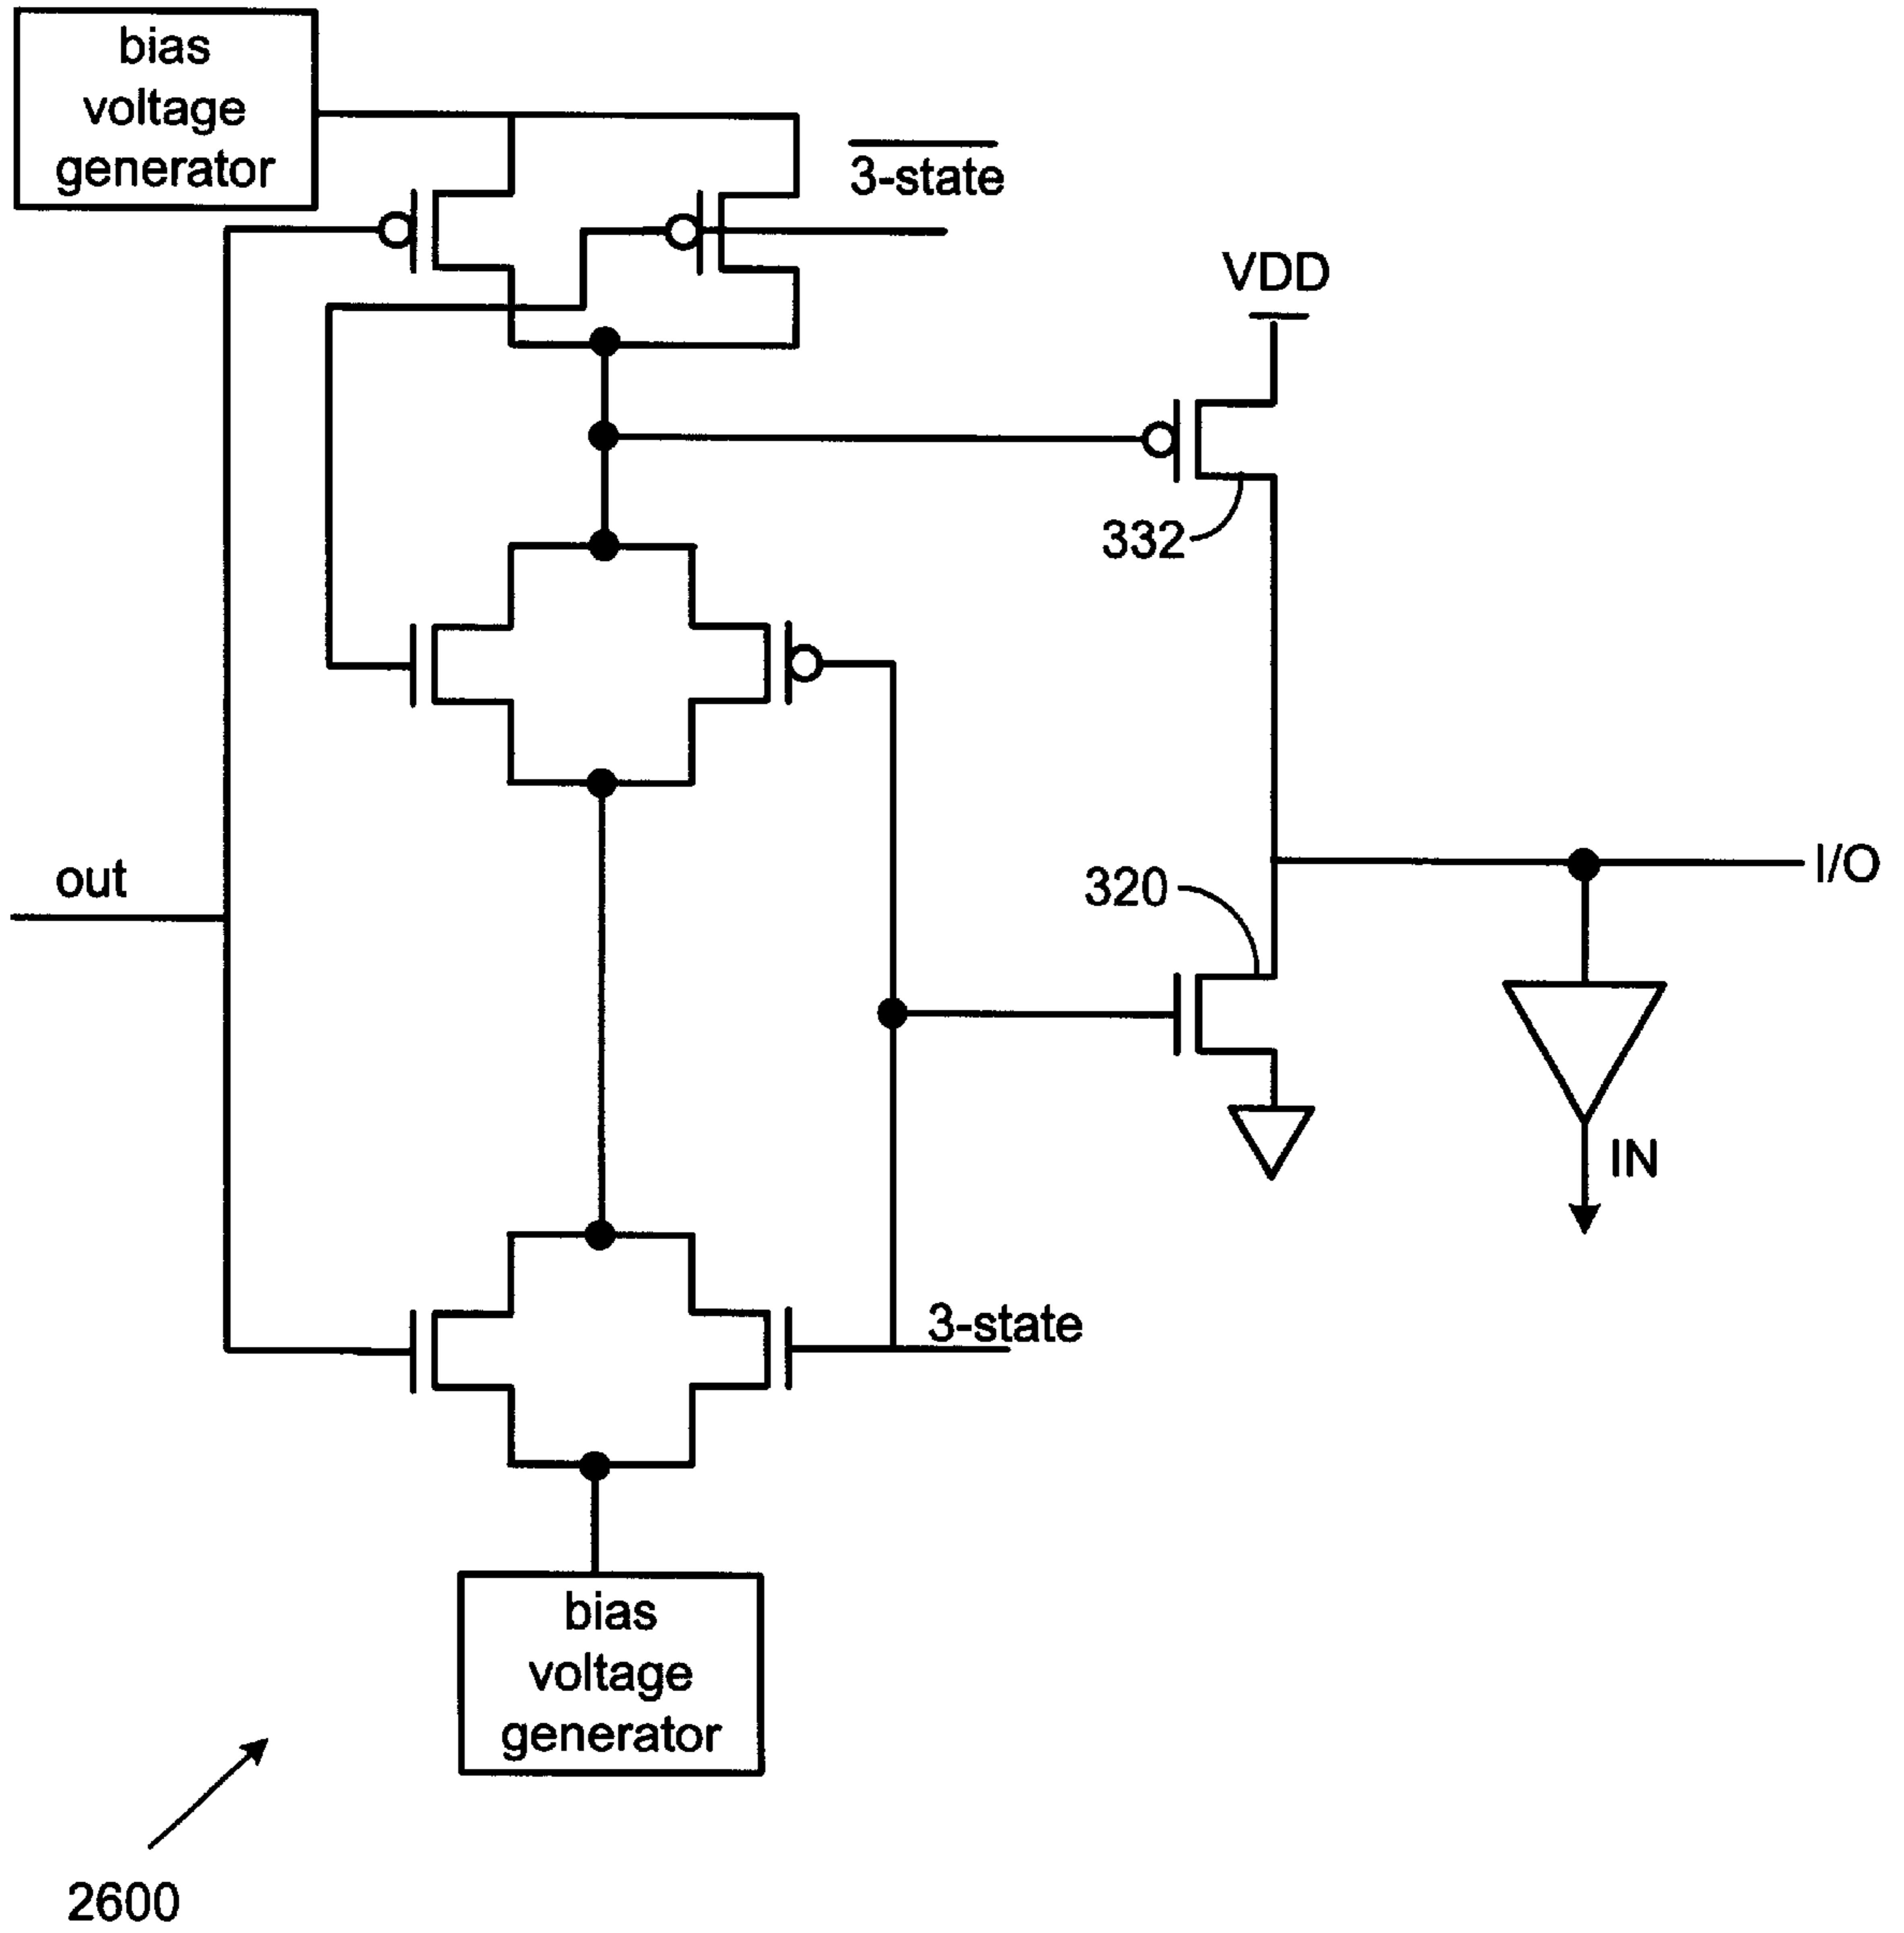 bias
voltage
generator
3-state
VDD
332
out
320
I/O
IN
3-state
bias
voltage
generator
2600